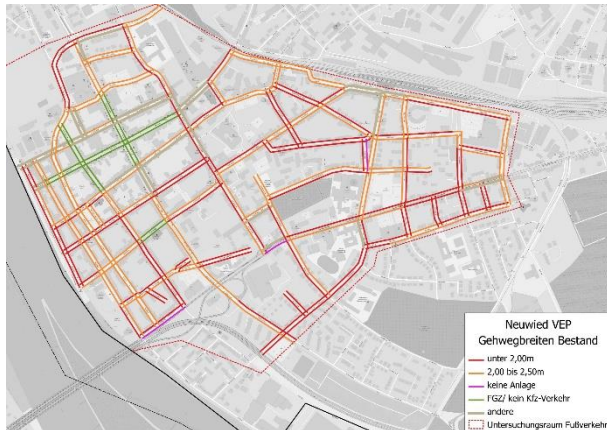 Neuwied VEP
Gehwegbreiten Bestand
unter 2,00m
2,00 bis 2,50m
keine Anlage
FGZ/ kein Kfz-Verkehr
andere
Untersuchungsraum Fußverkehr